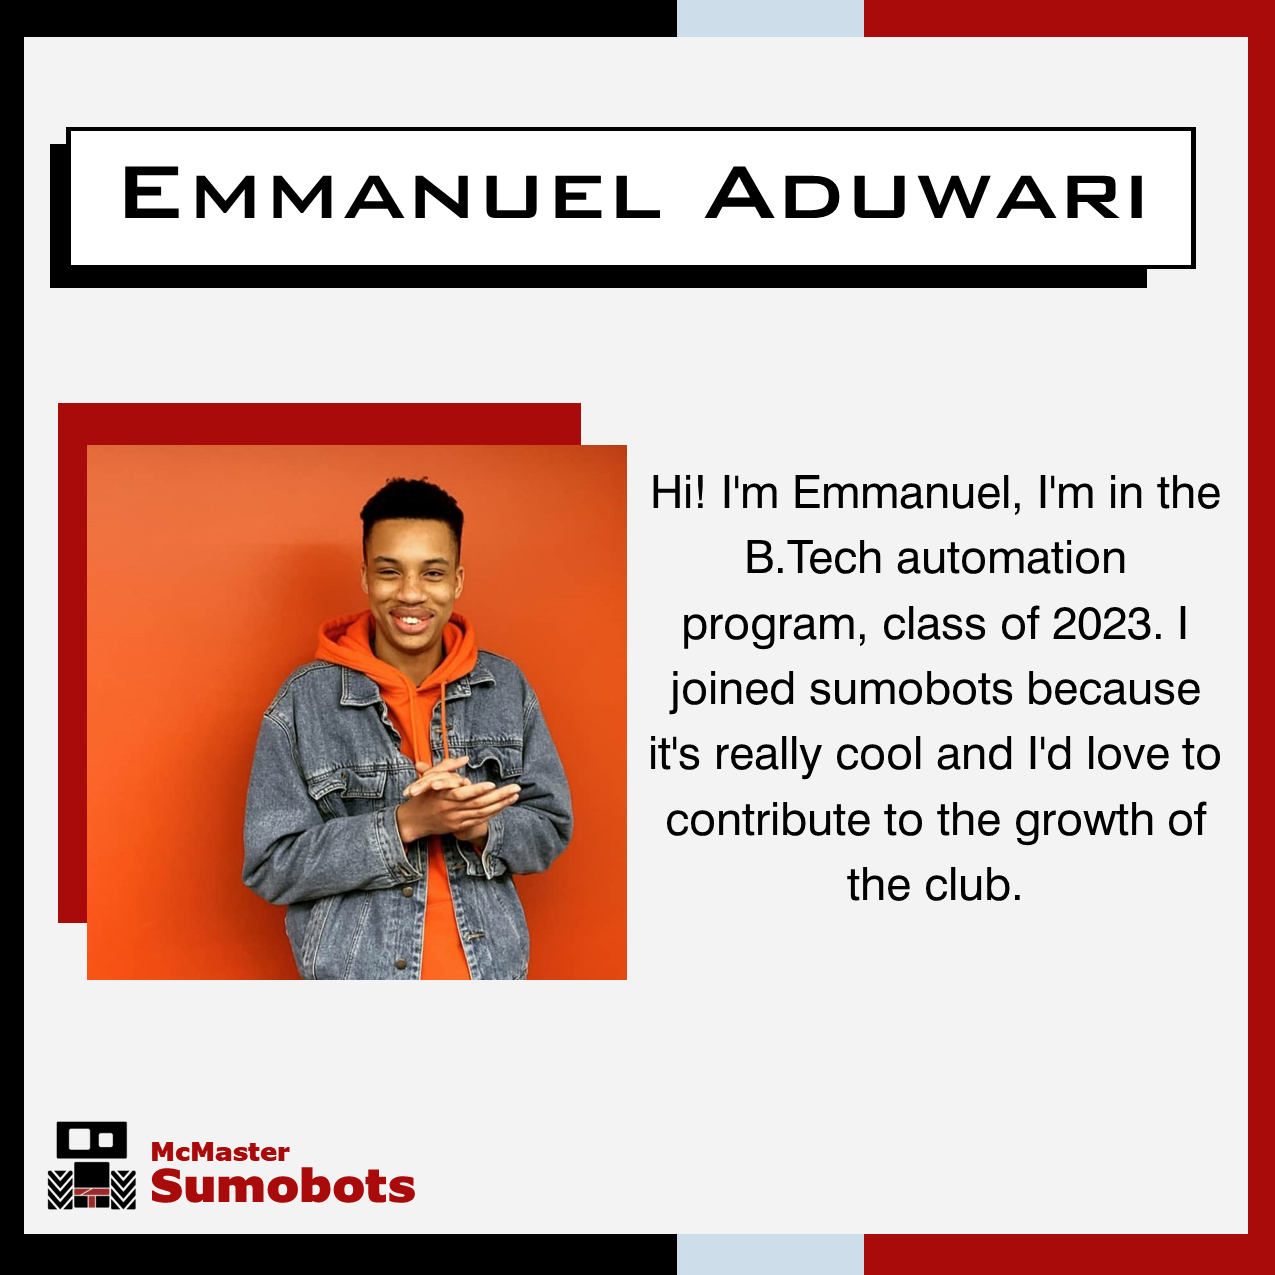 Emmanuel Aduwari
Hi! I'm Emmanuel, I'm in the
B.Tech automation
program, class of 2023. I
joined sumobots because
it's really cool and I'd love to
contribute to the growth of
the club.
McMaster
Sumobots